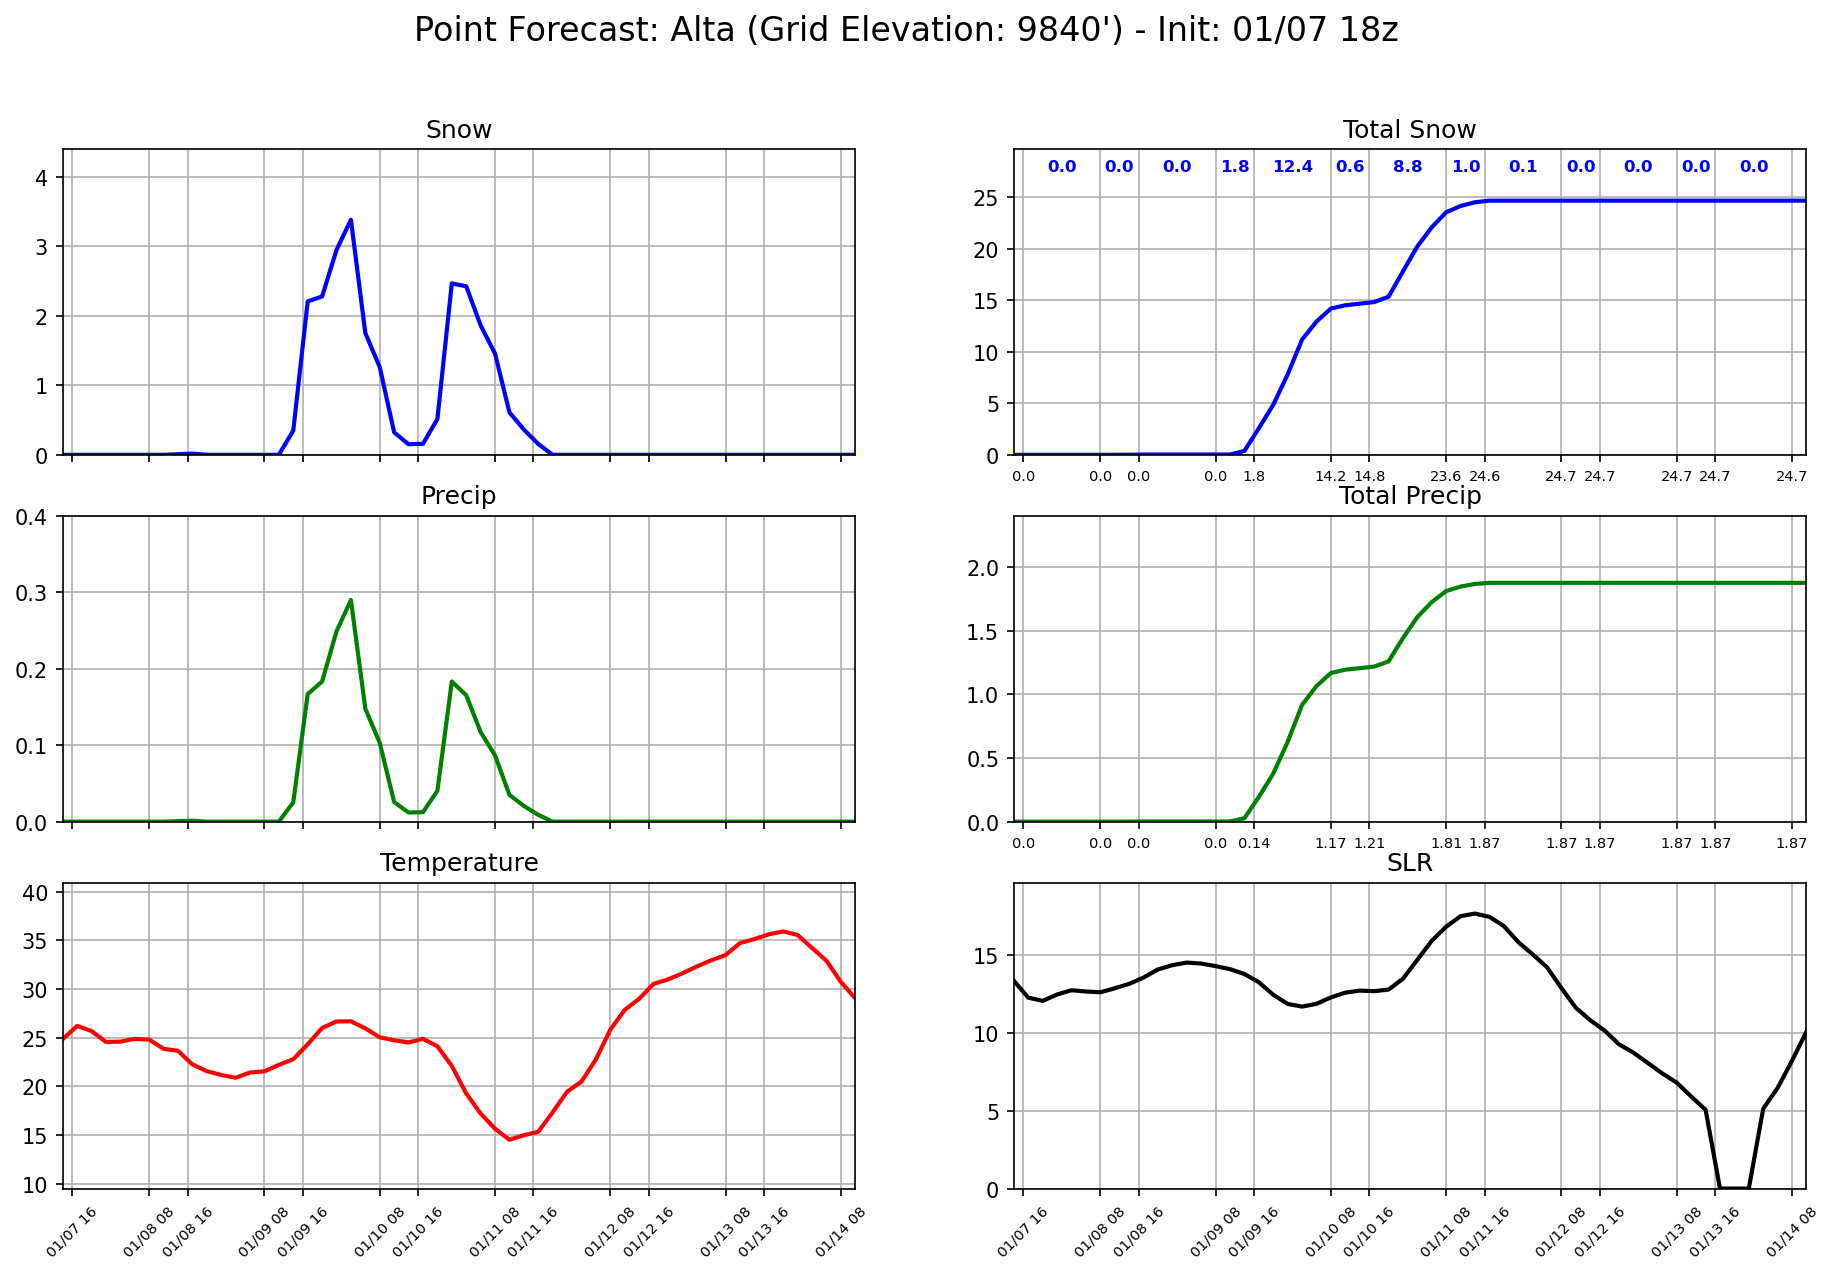 Point Forecast: Alta (Grid Elevation: 9840') - Init: 01/07 18z
Snow
4
3
2
1
0
Total Snow
0.0 0.0 0.0 1.8 12.4 0.6 8.8 1.0 0.1 0.0 0.0 0.0 0.0
25
20
15
10
5
0
0.0 0.0 0.0 0.0 1.8 14.2 14.8 23.6 24.6 24.7 24.7 24.7 24.7 24.7
Precip
0.4
0.3
0.2
0.1
0.0
Total Precip
2.0
1.5
1.0
0.5
0.0
0.0 0.0 0.0 0.0 0.14 1.17 1.21 1.81 1.87 1.87 1.87 1.87 1.87 1.87
Temperature
40
35
30
25
20
15
10
01/07 16 01/08 08 01/08 16 01/09 08 01/09 16 01/10 08 01/10 16 01/11 08 01/11 16 01/12 08 01/12 16 01/13 08 01/13 16 01/14 08
SLR
15
10
5
0
01/07 16 01/08 08 01/08 16 01/09 08 01/09 16 01/10 08 01/10 16 01/11 08 01/11 16 01/12 08 01/12 16 01/13 08 01/13 16 01/14 08